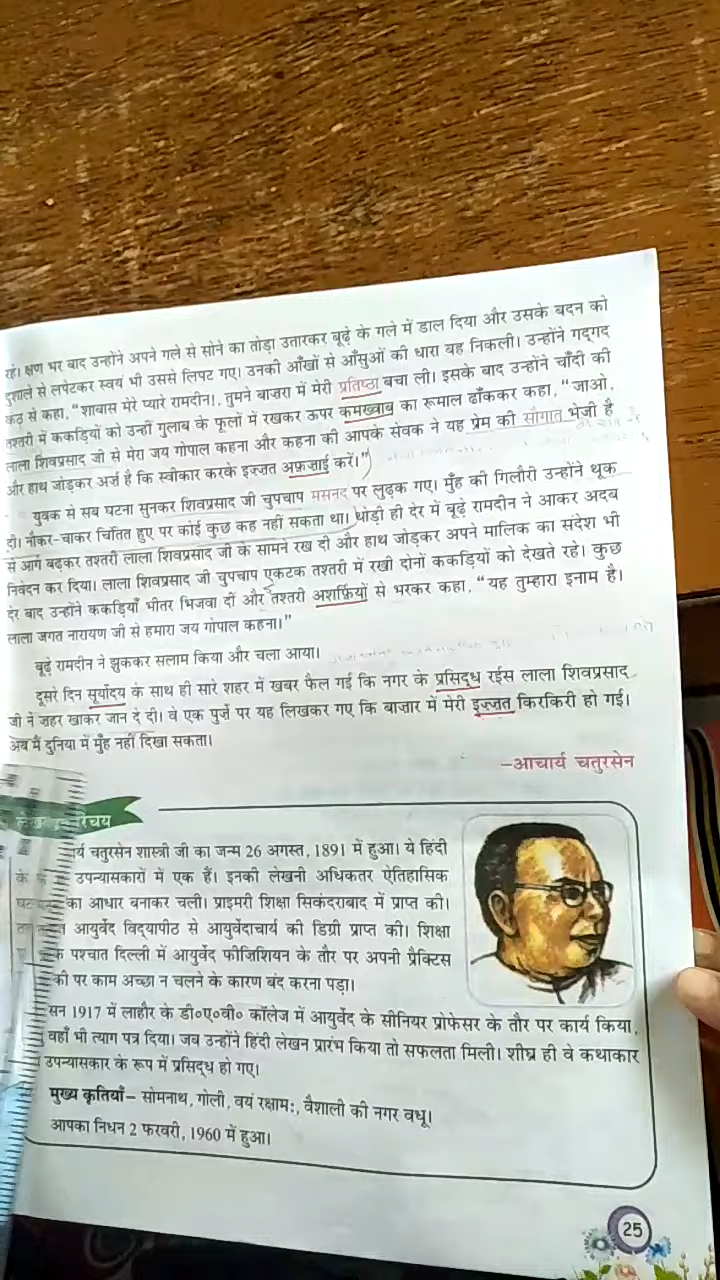 रहे। क्षण भर बाद उन्होंने अपने गले से सोने का तोड़ा उतारकर बूढ़े के गले में डाल दिया और उसके बदन को
दुशाले से लपेटकर स्वयं भी उससे लिपट गए। उनकी आँखों से आँसुओं की धारा बह निकली। उन्होंने गद्गद
कंठ से कहा, “शाबास मेरे प्यारे रामदीन!, तुमने बाज़ार में मेरी प्रतिष्ठा बचा ली। इसके बाद उन्होंने चाँदी की
तश्तरी में ककड़ियों को उन्हीं गुलाब के फूलों में रखकर ऊपर कमख्वाब का रूमाल ढाँककर कहा, “जाओ,
लाला शिवप्रसाद जी से मेरा जय गोपाल कहना और कहना की आपके सेवक ने यह प्रेम की सौगात भेजी है
और हाथ जोड़कर अर्ज है कि स्वीकार करके इज्जत अफ़ज़ाई करें।”
युवक से सब घटना सुनकर शिवप्रसाद जी चुपचाप मसनद पर लुढ़क गए। मुँह की गिलौरी उन्होंने थूक
दी। नौकर-चाकर चिंतित हुए पर कोई कुछ कह नहीं सकता था। थोड़ी ही देर में बूढ़े रामदीन ने आकर अदब
से आगे बढ़कर तश्तरी लाला शिवप्रसाद जी के सामने रख दी और हाथ जोड़कर अपने मालिक का संदेश भी
निवेदन कर दिया। लाला शिवप्रसाद जी चुपचाप एकटक तश्तरी में रखी दोनों ककड़ियों को देखते रहे। कुछ
देर बाद उन्होंने ककड़ियाँ भीतर भिजवा दीं और तश्तरी अशर्फ़ियों से भरकर कहा, “यह तुम्हारा इनाम है।
लाला जगत नारायण जी से हमारा जय गोपाल कहना।”
बूढ़े रामदीन ने झुककर सलाम किया और चला आया।
दूसरे दिन सूर्योदय के साथ ही सारे शहर में खबर फैल गई कि नगर के प्रसिद्ध रईस लाला शिवप्रसाद
जी ने जहर खाकर जान दे दी। वे एक पुर्जे पर यह लिखकर गए कि बाज़ार में मेरी इज्जत किरकिरी हो गई।
अब मैं दुनिया में मुँह नहीं दिखा सकता।
–आचार्य चतुरसेन
चतुरसेन शास्त्री जी का जन्म 26 अगस्त, 1891 में हुआ। ये हिंदी
के उपन्यासकारों में एक हैं। इनकी लेखनी अधिकतर ऐतिहासिक
का आधार बनाकर चली। प्राइमरी शिक्षा सिकंदराबाद में प्राप्त की।
आयुर्वेद विद्यापीठ से आयुर्वेदाचार्य की डिग्री प्राप्त की। शिक्षा
के पश्चात दिल्ली में आयुर्वेद फीजिशियन के तौर पर अपनी प्रैक्टिस
की पर काम अच्छा न चलने के कारण बंद करना पड़ा।
सन 1917 में लाहौर के डी०ए०वी० कॉलेज में आयुर्वेद के सीनियर प्रोफेसर के तौर पर कार्य किया,
वहाँ भी त्याग पत्र दिया। जब उन्होंने हिंदी लेखन प्रारंभ किया तो सफलता मिली। शीघ्र ही वे कथाकार
उपन्यासकार के रूप में प्रसिद्ध हो गए।
मुख्य कृतियाँ– सोमनाथ, गोली, वयं रक्षाम:, वैशाली की नगर वधू।
आपका निधन 2 फरवरी, 1960 में हुआ।
25